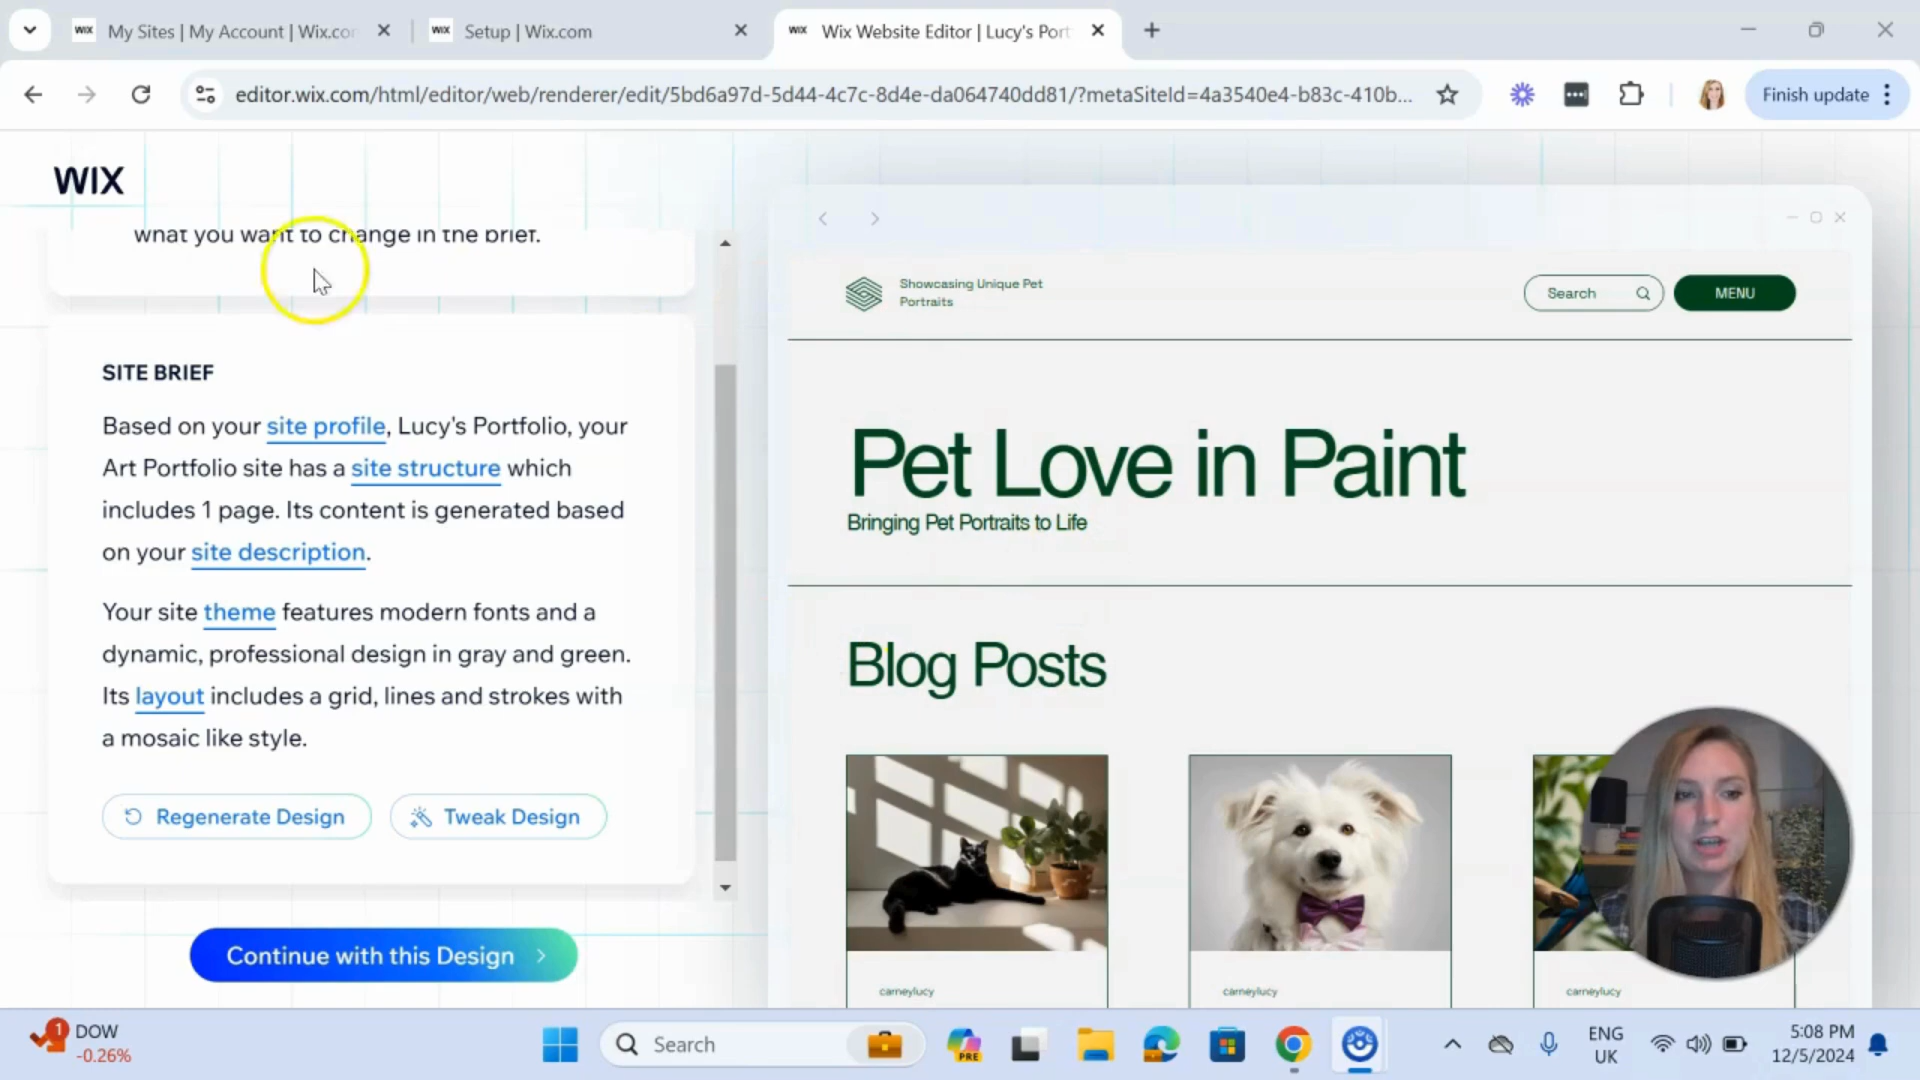 WIX My Sites | My Account | Wix.co
WIX Setup | Wix.com
WIX Wix Website Editor | Lucy's Port
editor.wix.com/html/editor/web/renderer/edit/5bd6a97d-5d44-4c7c-8d4e-da064740dd81/?metaSiteId=4a3540e4-b83c-410b...
Finish update
WIX
what you want to change in the brief.
SITE BRIEF
Based on your site profile, Lucy's Portfolio, your
Art Portfolio site has a site structure which
includes 1 page. Its content is generated based
on your site description.
Your site theme features modern fonts and a
dynamic, professional design in gray and green.
Its layout includes a grid, lines and strokes with
a mosaic like style.
Regenerate Design
Tweak Design
Continue with this Design
Showcasing Unique Pet
Portraits
Search
MENU
Pet Love in Paint
Bringing Pet Portraits to Life
Blog Posts
carneylucy
carneylucy
carneylucy
1
DOW
-0.26%
Search
PRE
ENG
UK
5:08 PM
12/5/2024